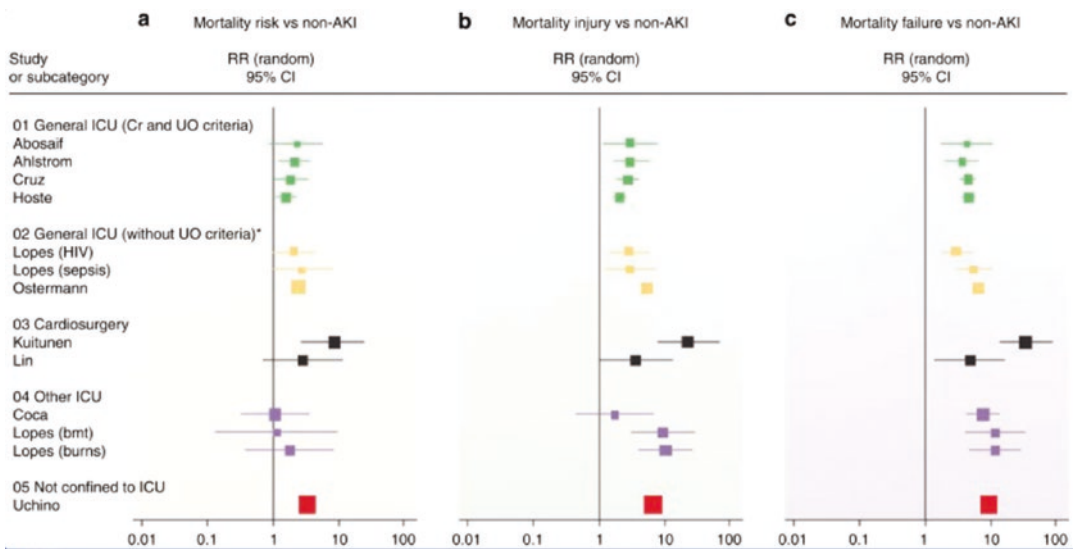 a Mortality risk vs non-AKI
b Mortality injury vs non-AKI
c Mortality failure vs non-AKI
Study
or subcategory
RR (random)
95% CI
RR (random)
95% CI
RR (random)
95% CI
01 General ICU (Cr and UO criteria)
Abosaif
Ahlstrom
Cruz
Hoste
02 General ICU (without UO criteria)*
Lopes (HIV)
Lopes (sepsis)
Ostermann
03 Cardiosurgery
Kuitunen
Lin
04 Other ICU
Coca
Lopes (bmt)
Lopes (burns)
05 Not confined to ICU
Uchino
0.01 0.1 1 10 100
0.01 0.1 1 10 100
0.01 0.1 1 10 100